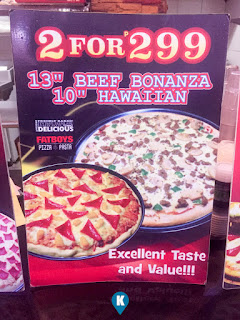 2 FOR ₱299
13" BEEF BONANZA
10" HAWAIIAN
DELICIOUS
FATBOYS
PIZZA PASTA
Excellent Taste
and Value!!!
K